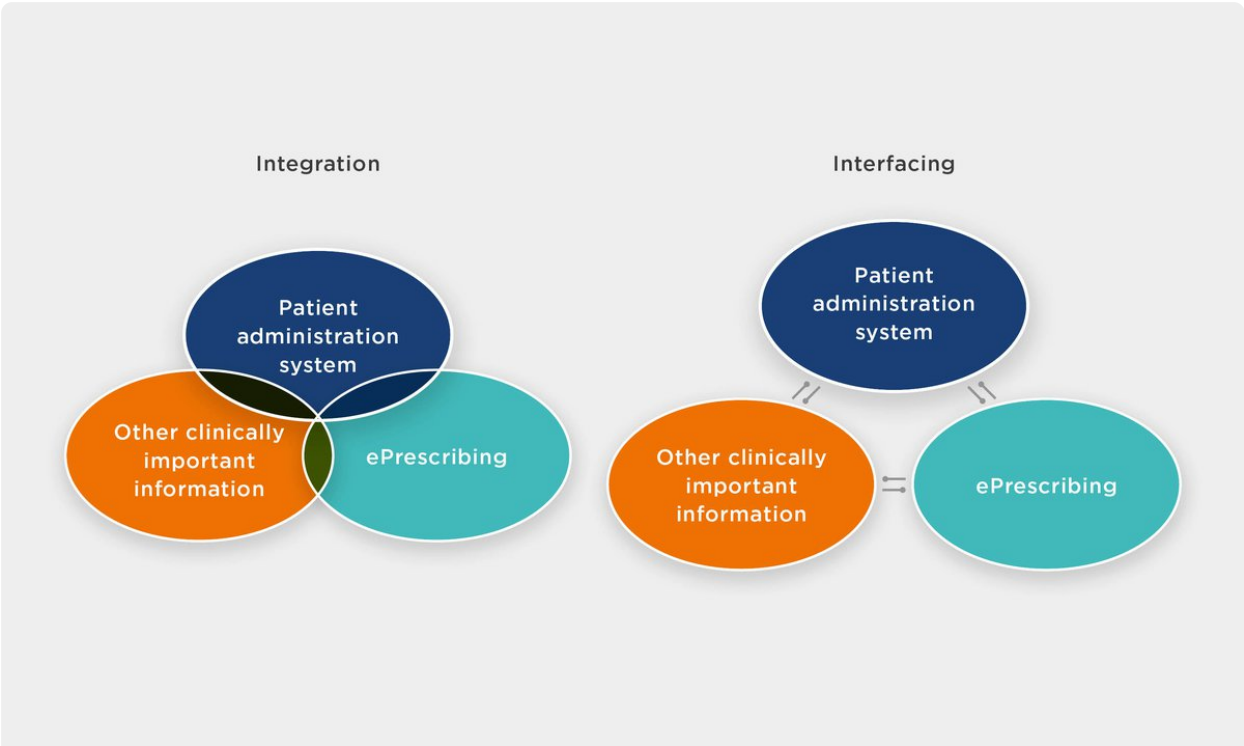 Integration
Patient
administration
system
Other clinically
important
information
ePrescribing
Interfacing
Patient
administration
system
Other clinically
important
information
ePrescribing